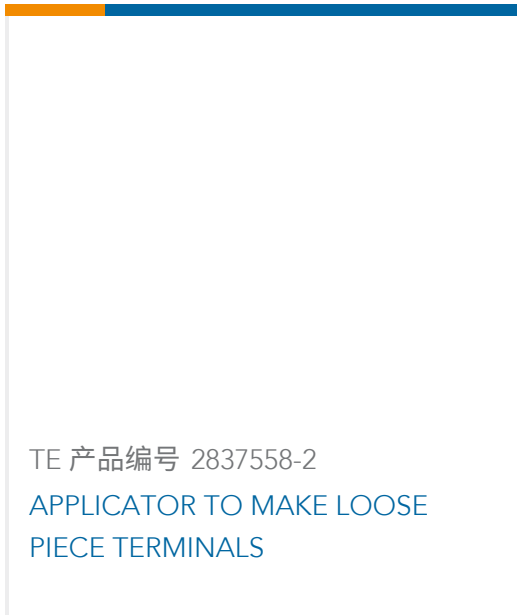 TE 产品编号 2837558-2
APPLICATOR TO MAKE LOOSE
PIECE TERMINALS